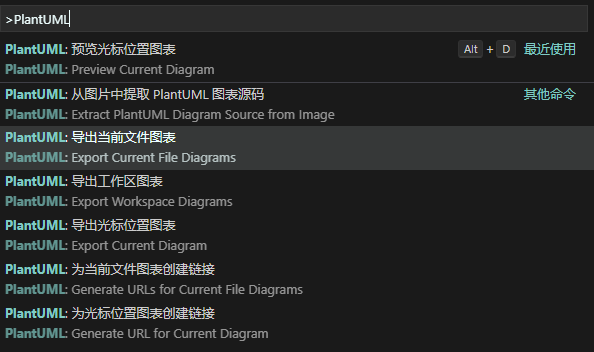 >PlantUML
PlantUML: 预览光标位置图表 Alt + D 最近使用
PlantUML: Preview Current Diagram
PlantUML: 从图片中提取 PlantUML 图表源码 其他命令
PlantUML: Extract PlantUML Diagram Source from Image
PlantUML: 导出当前文件图表
PlantUML: Export Current File Diagrams
PlantUML: 导出工作区图表
PlantUML: Export Workspace Diagrams
PlantUML: 导出光标位置图表
PlantUML: Export Current Diagram
PlantUML: 为当前文件图表创建链接
PlantUML: Generate URLs for Current File Diagrams
PlantUML: 为光标位置图表创建链接
PlantUML: Generate URL for Current Diagram